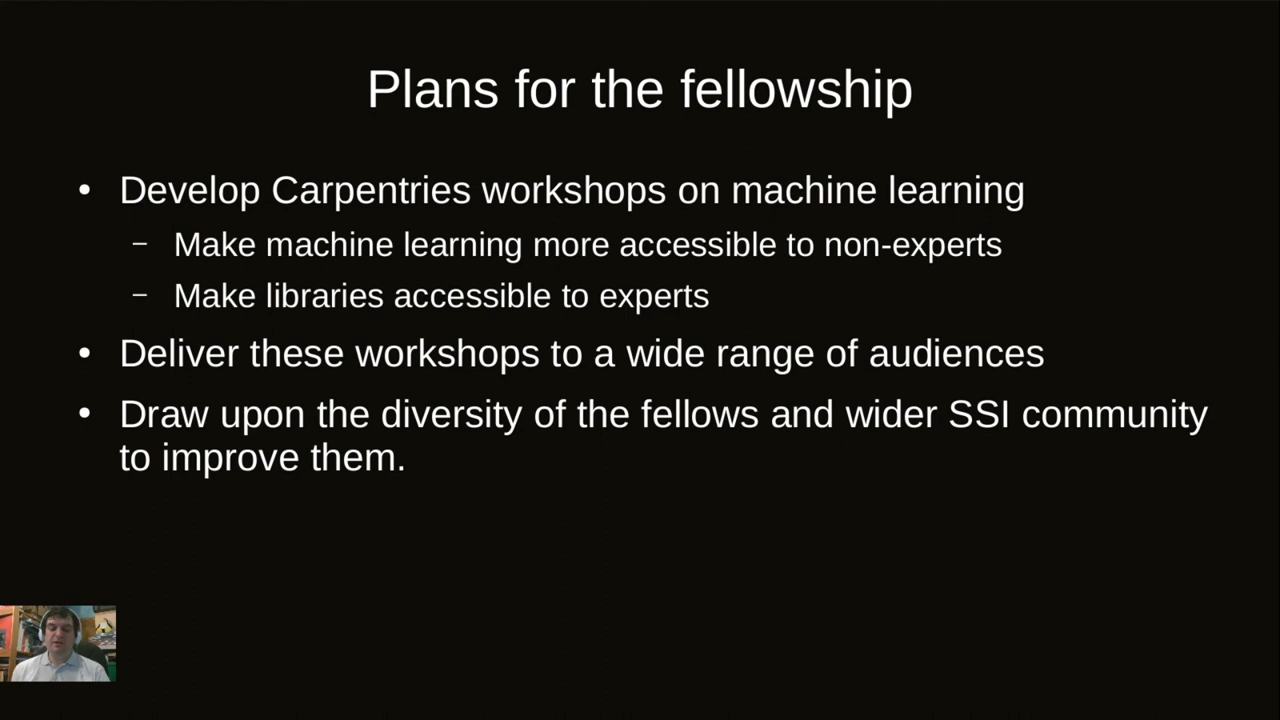 Plans for the fellowship
• Develop Carpentries workshops on machine learning
– Make machine learning more accessible to non-experts
– Make libraries accessible to experts
• Deliver these workshops to a wide range of audiences
• Draw upon the diversity of the fellows and wider SSI community
to improve them.